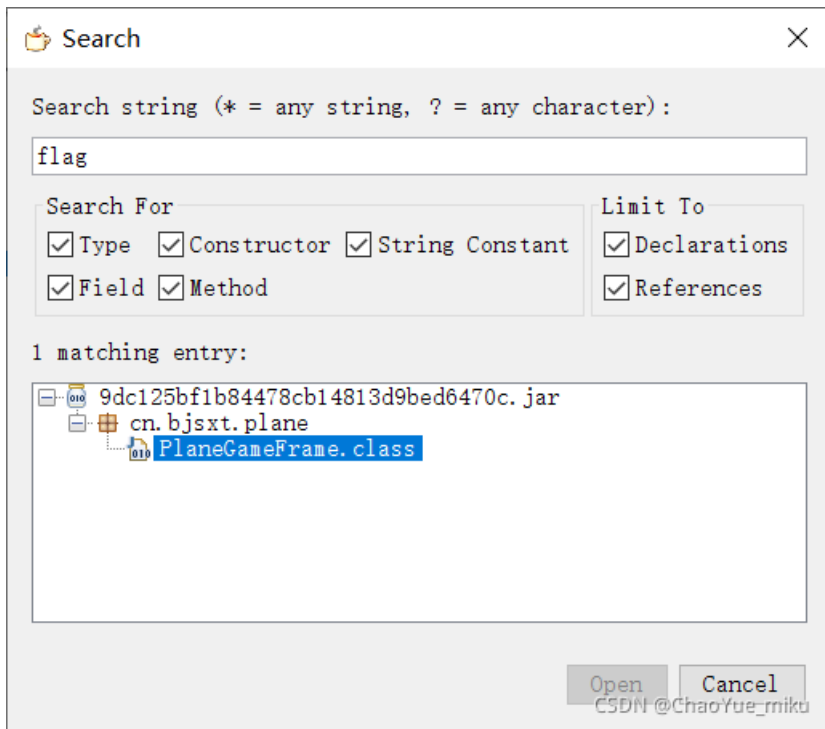 Search
Search string (* = any string, ? = any character):
flag
Search For
Limit To
Type Constructor String Constant
Declarations
Field Method
References
1 matching entry:
9dc125bf1b84478cb14813d9bed6470c.jar
cn.bjsxt.plane
PlaneGameFrame.class
Open Cancel
CSDN @ChaoYue_miku